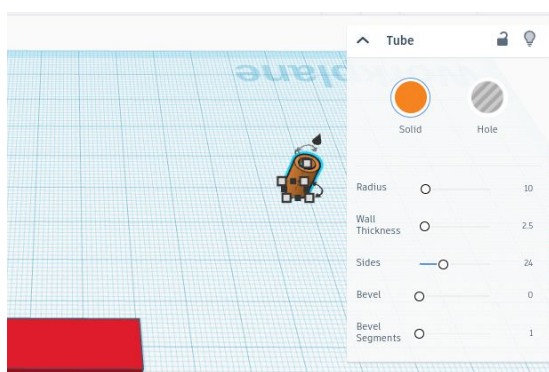 Tube
Solid Hole
Radius 10
Wall
Thickness 2.5
Sides 24
Bevel 0
Bevel
Segments 1